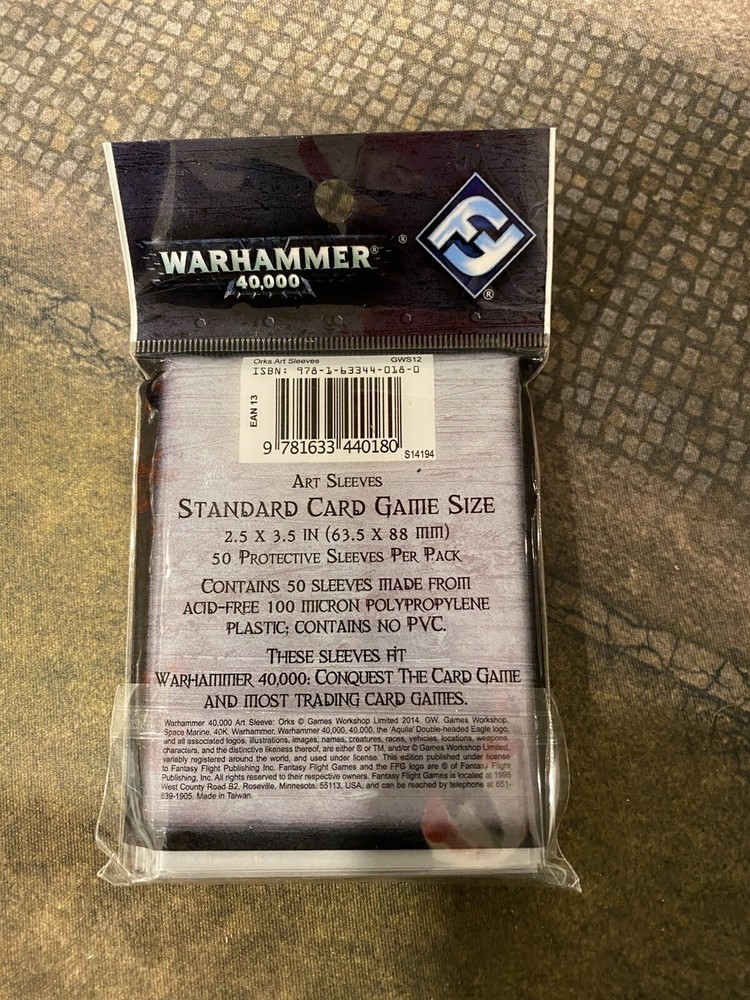 WARHAMMER®
40,000
®
®
Orks Art Sleeves GWS12
ISBN: 978-1-63344-018-0
EAN 13
9 781633 440180
S14194
ART SLEEVES
STANDARD CARD GAME SIZE
2.5 X 3.5 IN (63.5 X 88 MM)
50 PROTECTIVE SLEEVES PER PACK
CONTAINS 50 SLEEVES MADE FROM
ACID-FREE 100 MICRON POLYPROPYLENE
PLASTIC; CONTAINS NO PVC.
THESE SLEEVES FIT
WARHAMMER 40,000: CONQUEST THE CARD GAME
AND MOST TRADING CARD GAMES.
Warhammer 40,000 Art Sleeve: Orks © Games Workshop Limited 2014. GW, Games Workshop,
Space Marine, 40K, Warhammer, Warhammer 40,000, 40,000, the 'Aquila' Double-headed Eagle logo,
and all associated logos, illustrations, images, names, creatures, races, vehicles, locations, weapons,
characters, and the distinctive likeness thereof, are either ® or TM, and/or © Games Workshop Limited,
variably registered around the world, and used under license. This edition published under license
to Fantasy Flight Publishing Inc. Fantasy Flight Games and the FFG logo are ® of Fantasy Flight
Publishing, Inc. All rights reserved to their respective owners. Fantasy Flight Games is located at 1995
West County Road B2, Roseville, Minnesota, 55113, USA, and can be reached by telephone at 651-
639-1905. Made in Taiwan.